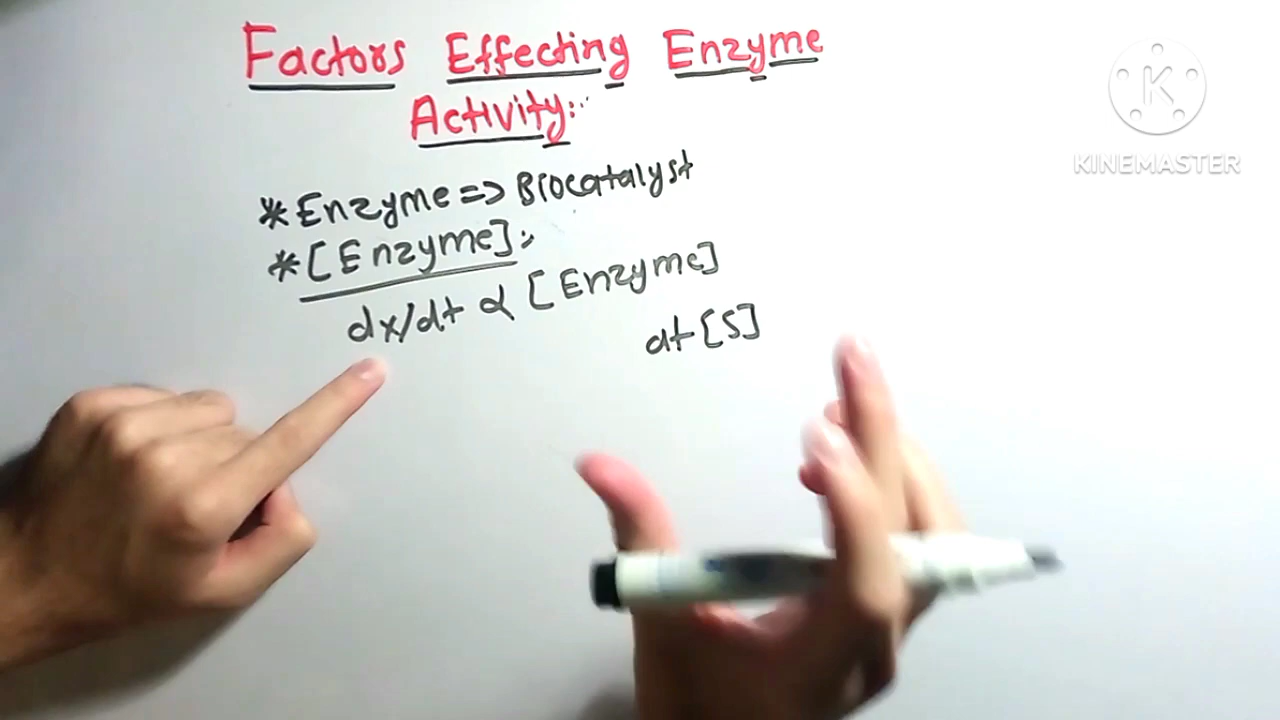 Factors Effecting Enzyme
Activity:
*Enzyme => Biocatalyst
*[Enzyme]:
dx/dt ∝ [Enzyme]
at [S]
K
KINEMASTER